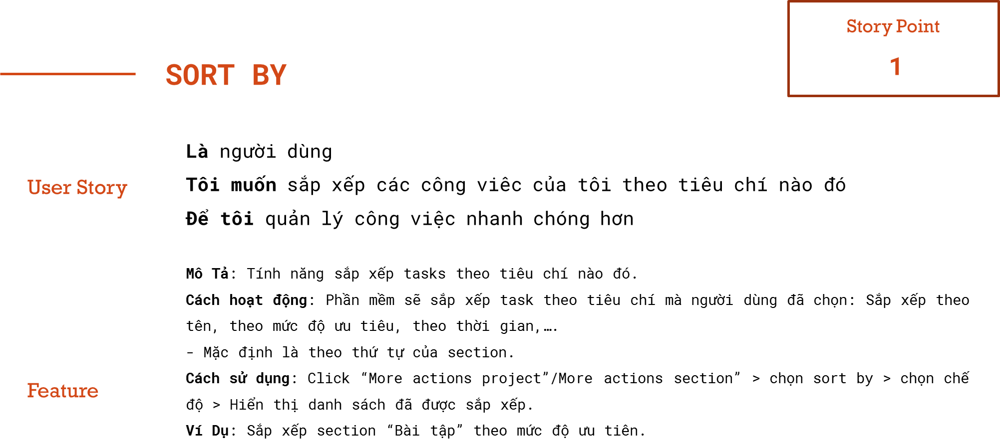 Story Point
1
SORT BY
Là người dùng
User Story
Tôi muốn sắp xếp các công viêc của tôi theo tiêu chí nào đó
Để tôi quản lý công việc nhanh chóng hơn
Mô Tả: Tính năng sắp xếp tasks theo tiêu chí nào đó.
Cách hoạt động: Phần mềm sẽ sắp xếp task theo tiêu chí mà người dùng đã chọn: Sắp xếp theo
tên, theo mức độ ưu tiêu, theo thời gian,….
- Mặc định là theo thứ tự của section.
Cách sử dụng: Click “More actions project”/More actions section” > chọn sort by > chọn chế
Feature
độ > Hiển thị danh sách đã được sắp xếp.
Ví Dụ: Sắp xếp section “Bài tập” theo mức độ ưu tiên.